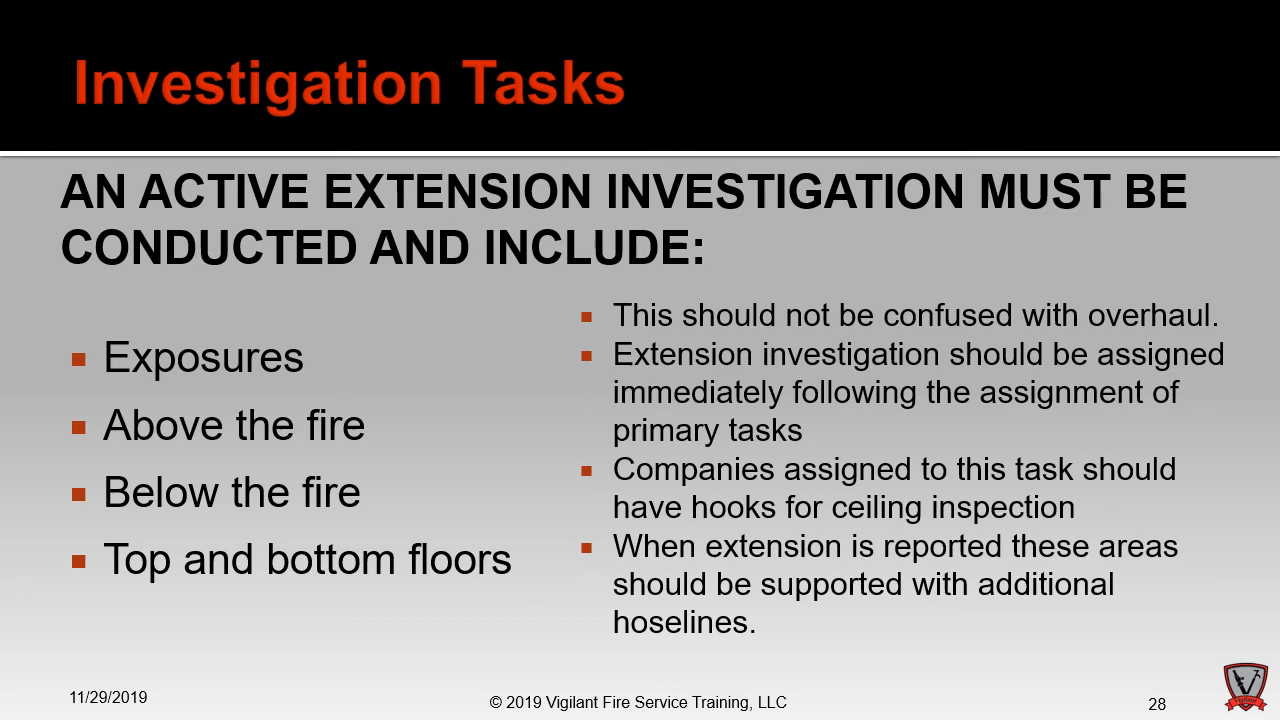 Investigation Tasks
AN ACTIVE EXTENSION INVESTIGATION MUST BE
CONDUCTED AND INCLUDE:
Exposures
Above the fire
Below the fire
Top and bottom floors
This should not be confused with overhaul.
Extension investigation should be assigned
immediately following the assignment of
primary tasks
Companies assigned to this task should
have hooks for ceiling inspection
When extension is reported these areas
should be supported with additional
hoselines.
11/29/2019
© 2019 Vigilant Fire Service Training, LLC
28
Vigilant